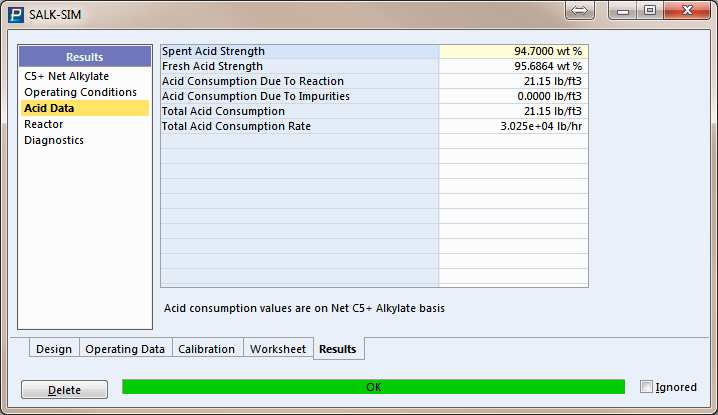 SALK-SIM
Results
C5+ Net Alkylate
Operating Conditions
Acid Data
Reactor
Diagnostics
Spent Acid Strength 94.7000 wt %
Fresh Acid Strength 95.6864 wt %
Acid Consumption Due To Reaction 21.15 lb/ft3
Acid Consumption Due To Impurities 0.0000 lb/ft3
Total Acid Consumption 21.15 lb/ft3
Total Acid Consumption Rate 3.025e+04 lb/hr
Acid consumption values are on Net C5+ Alkylate basis
Design Operating Data Calibration Worksheet Results
Delete OK Ignored